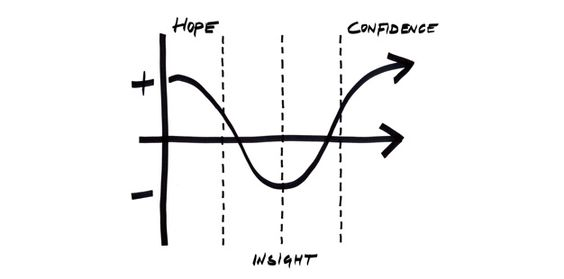 HOPE
CONFIDENCE
+
-
INSIGHT